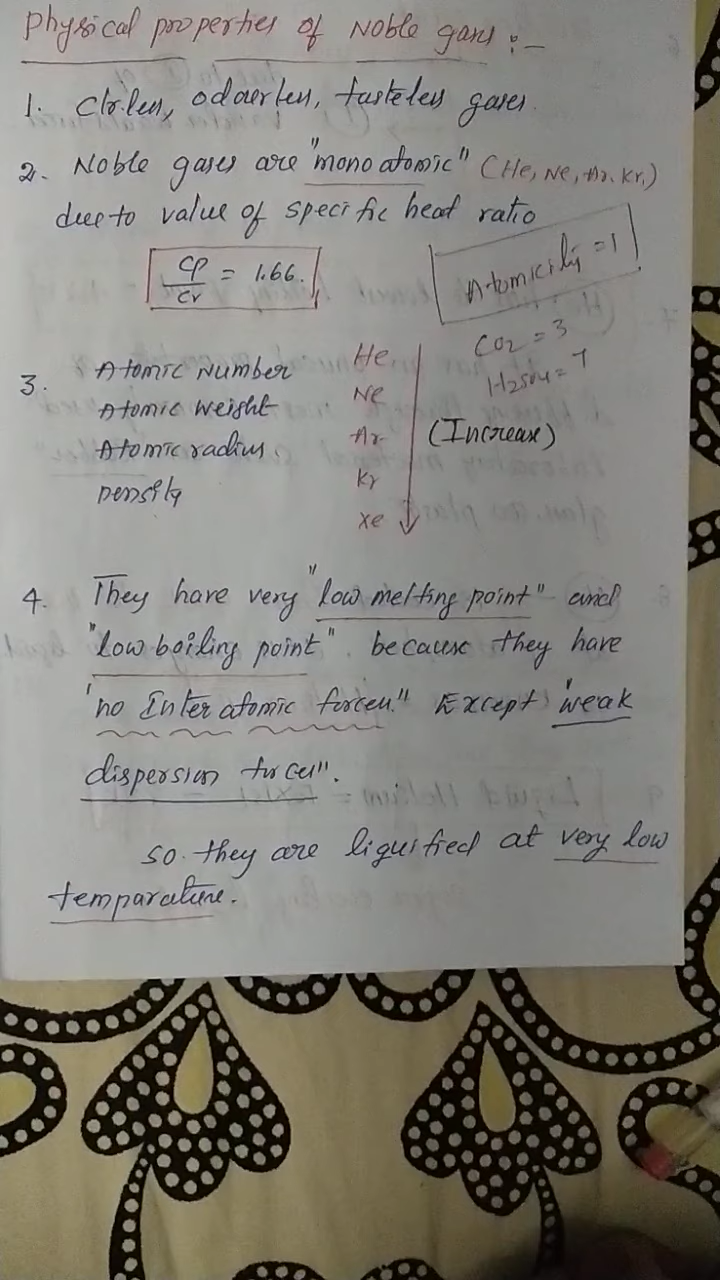 Physical properties of Noble gases :-
1. Clrless, odourless, tasteless gases.
2. Noble gases are "mono atomic" (He, Ne, Ar, Kr,)
due to value of specific heat ratio
Cp/Cv = 1.66.
Atomicity = 1
CO2 = 3
H2SO4 = 7
3. Atomic Number
Atomic weight
Atomic radius
Density
He
Ne
Ar
Kr
Xe
(Increase)
4. They have very "low melting point" and
"low boiling point". because they have
"no Inter atomic forces." Except "weak
dispersion forces".
so. they are liquified at very low
temparature.